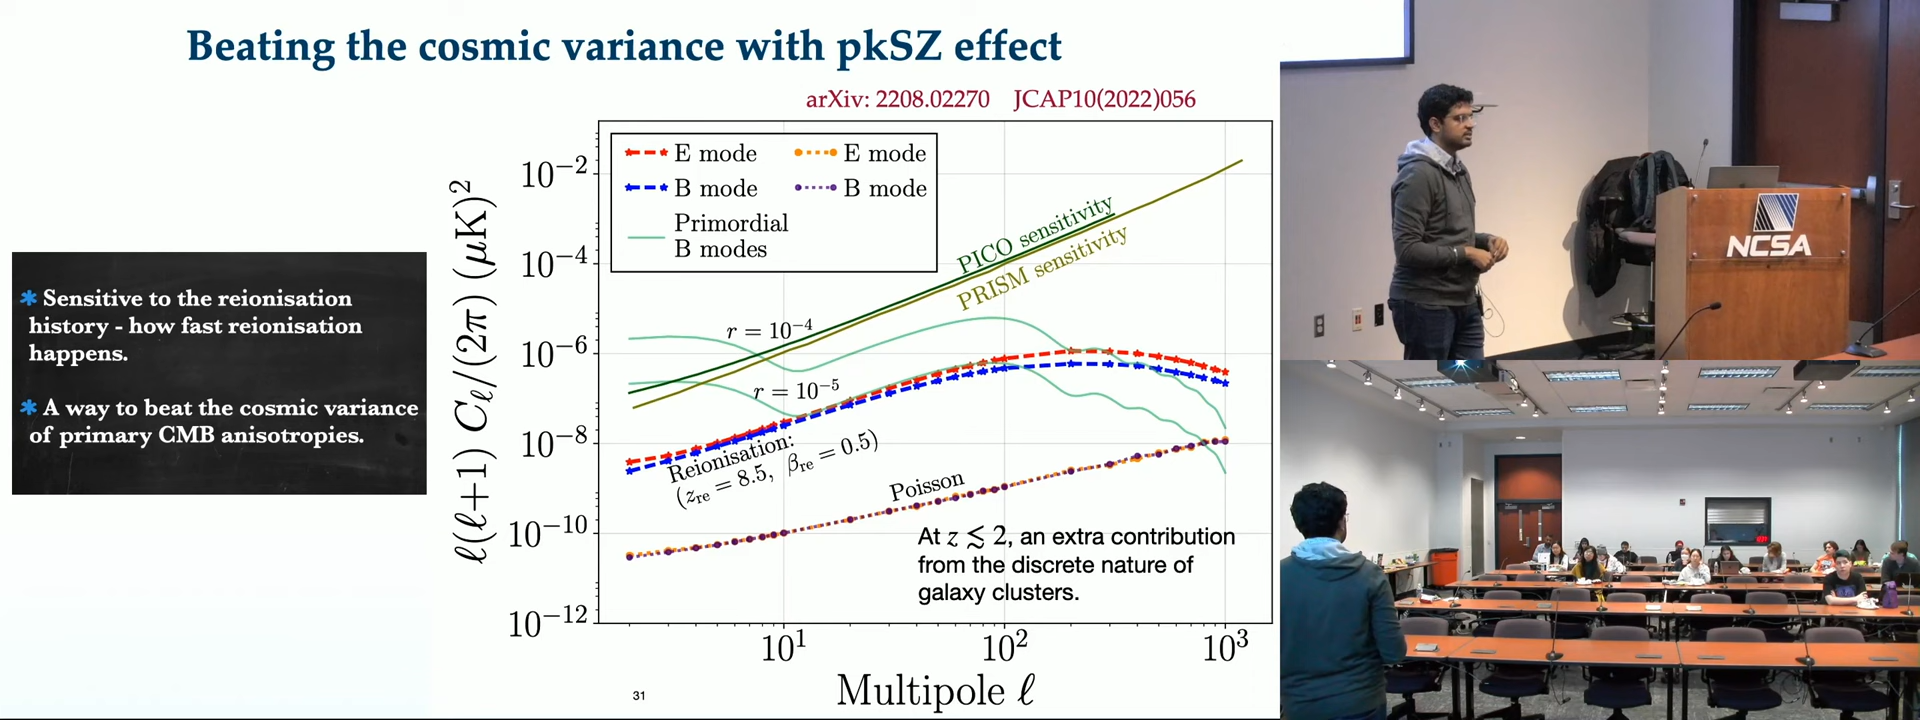 Beating the cosmic variance with pkSZ effect
arXiv: 2208.02270 JCAP10(2022)056
* Sensitive to the reionisation
history - how fast reionisation
happens.
* A way to beat the cosmic variance
of primary CMB anisotropies.
ℓ(ℓ+1) Cℓ/(2π) (μK)²
10⁻²
10⁻⁴
10⁻⁶
10⁻⁸
10⁻¹⁰
10⁻¹²
E mode
E mode
B mode
B mode
Primordial
B modes
PICO sensitivity
PRISM sensitivity
r = 10⁻⁴
r = 10⁻⁵
Reionisation:
(z_re = 8.5, β_re = 0.5)
Poisson
At z ≲ 2, an extra contribution
from the discrete nature of
galaxy clusters.
10¹
10²
10³
Multipole ℓ
31
NCSA